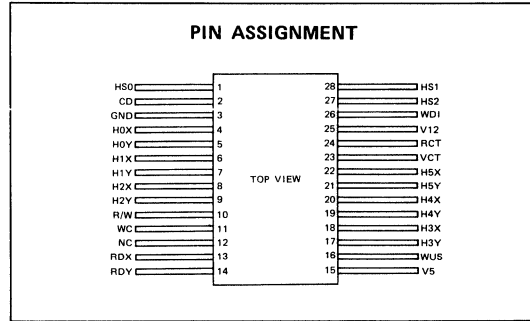 PIN ASSIGNMENT
HS0 1 28 HS1
CD 2 27 HS2
GND 3 26 WDI
H0X 4 25 V12
H0Y 5 24 RCT
H1X 6 23 VCT
H1Y 7 22 H5X
H2X 8 TOP VIEW 21 H5Y
H2Y 9 20 H4X
R/W 10 19 H4Y
WC 11 18 H3X
NC 12 17 H3Y
RDX 13 16 WUS
RDY 14 15 V5